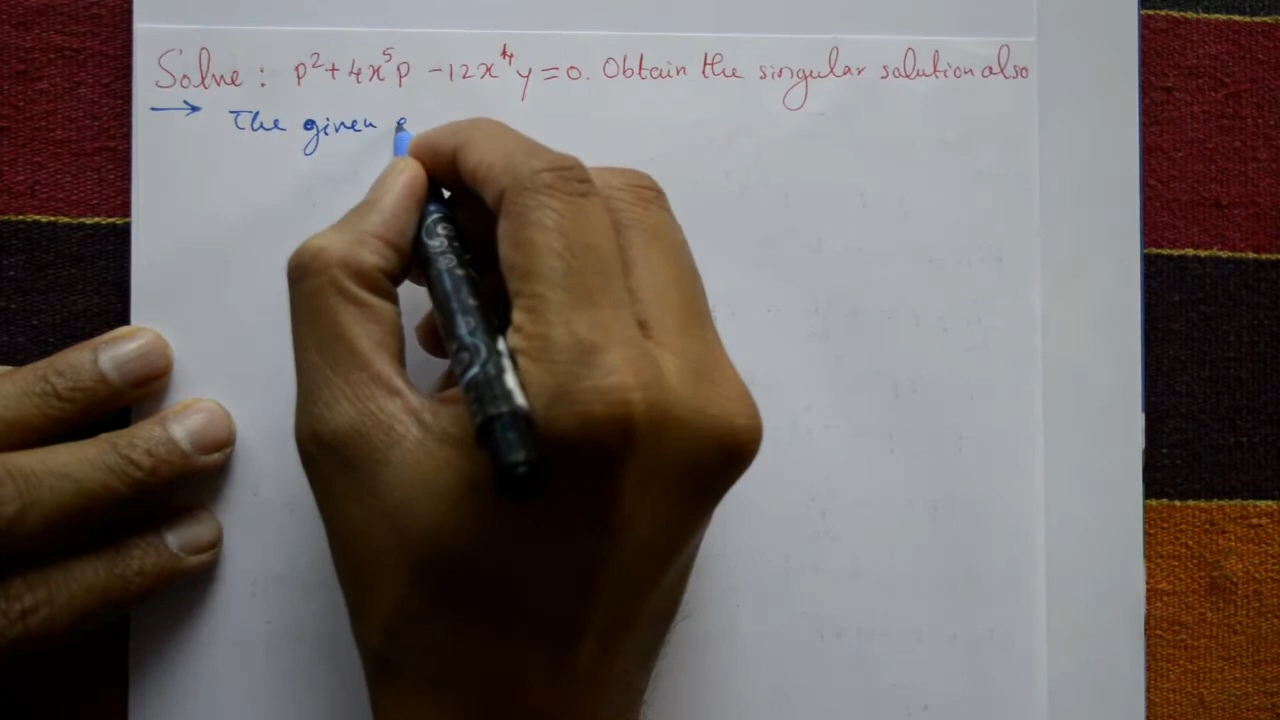 Solve : p²+4x⁵p -12x⁴y=0. Obtain the singular solution also
→ The given e